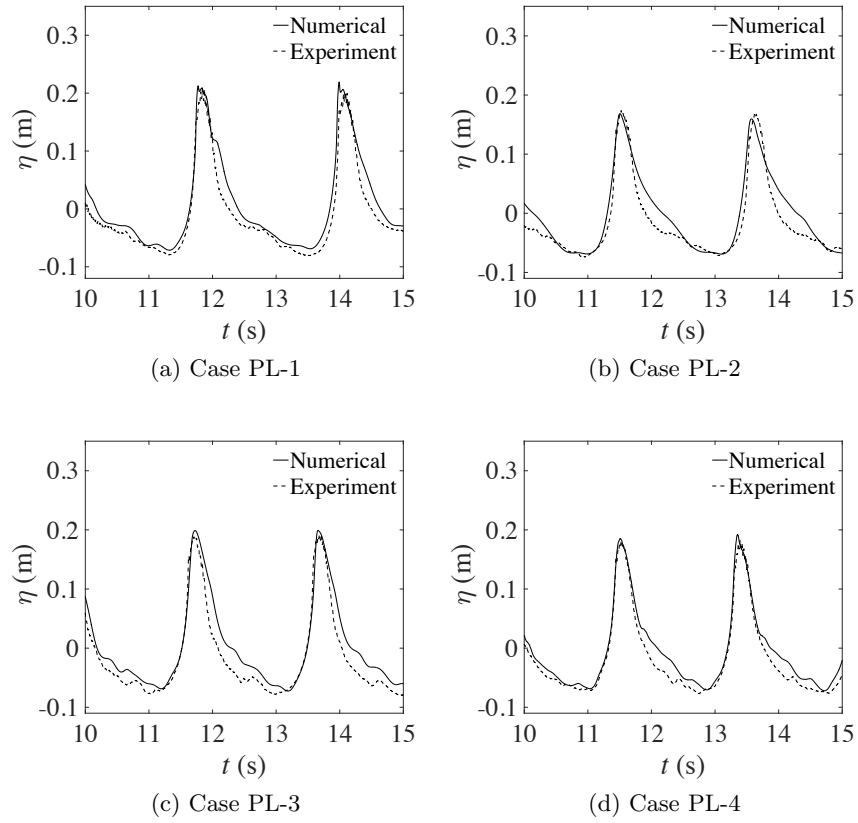 0.3
0.2
0.1
0
-0.1
η (m)
Numerical
Experiment
10 11 12 13 14 15
t (s)
(a) Case PL-1
0.3
0.2
0.1
0
-0.1
η (m)
Numerical
Experiment
10 11 12 13 14 15
t (s)
(b) Case PL-2
0.3
0.2
0.1
0
-0.1
η (m)
Numerical
Experiment
10 11 12 13 14 15
t (s)
(c) Case PL-3
0.3
0.2
0.1
0
-0.1
η (m)
Numerical
Experiment
10 11 12 13 14 15
t (s)
(d) Case PL-4